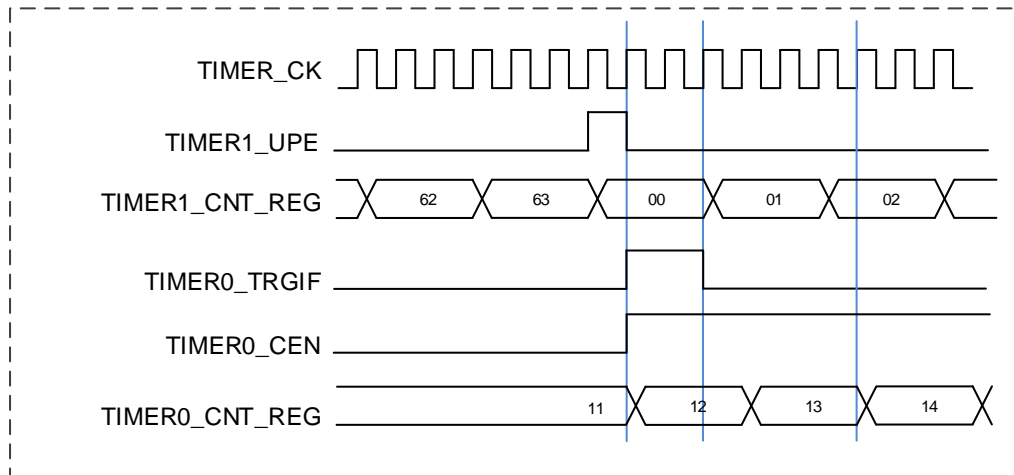 TIMER_CK
TIMER1_UPE
TIMER1_CNT_REG 62 63 00 01 02
TIMER0_TRGIF
TIMER0_CEN
TIMER0_CNT_REG 11 12 13 14